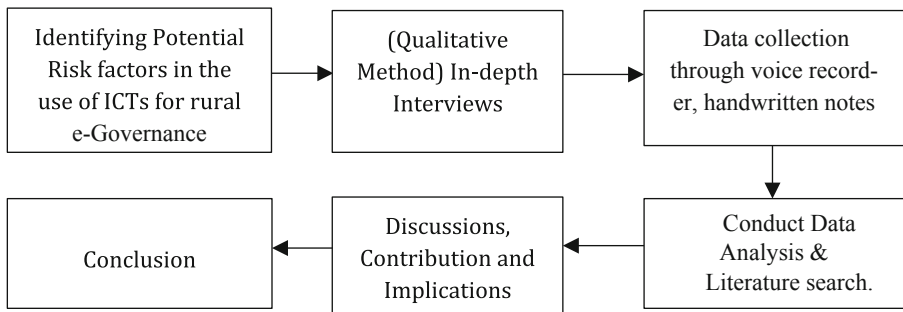 Identifying Potential
Risk factors in the
use of ICTs for rural
e-Governance
(Qualitative
Method) In-depth
Interviews
Data collection
through voice record-
er, handwritten notes
Conduct Data
Analysis &
Literature search.
Discussions,
Contribution and
Implications
Conclusion